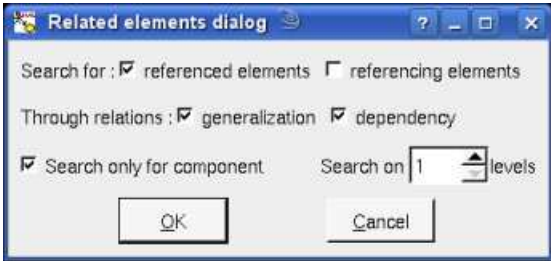 Related elements dialog
Search for : referenced elements referencing elements
Through relations : generalization dependency
Search only for component Search on 1 levels
OK Cancel